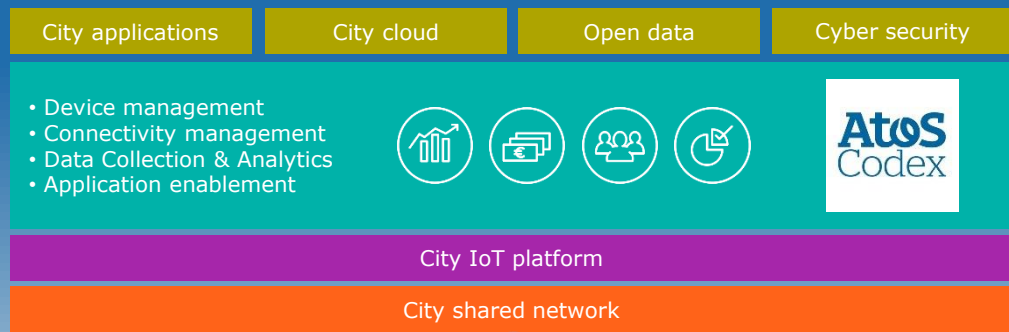 City applications
City cloud
Open data
Cyber security
• Device management
• Connectivity management
• Data Collection & Analytics
• Application enablement
€
Atos
Codex
City IoT platform
City shared network